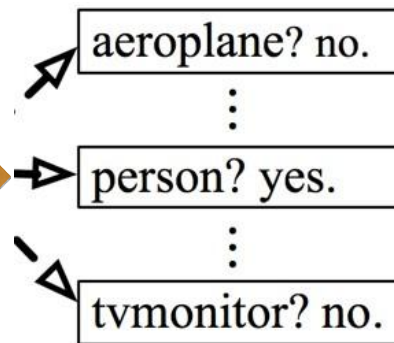 aeroplane? no.
⋮
person? yes.
⋮
tvmonitor? no.